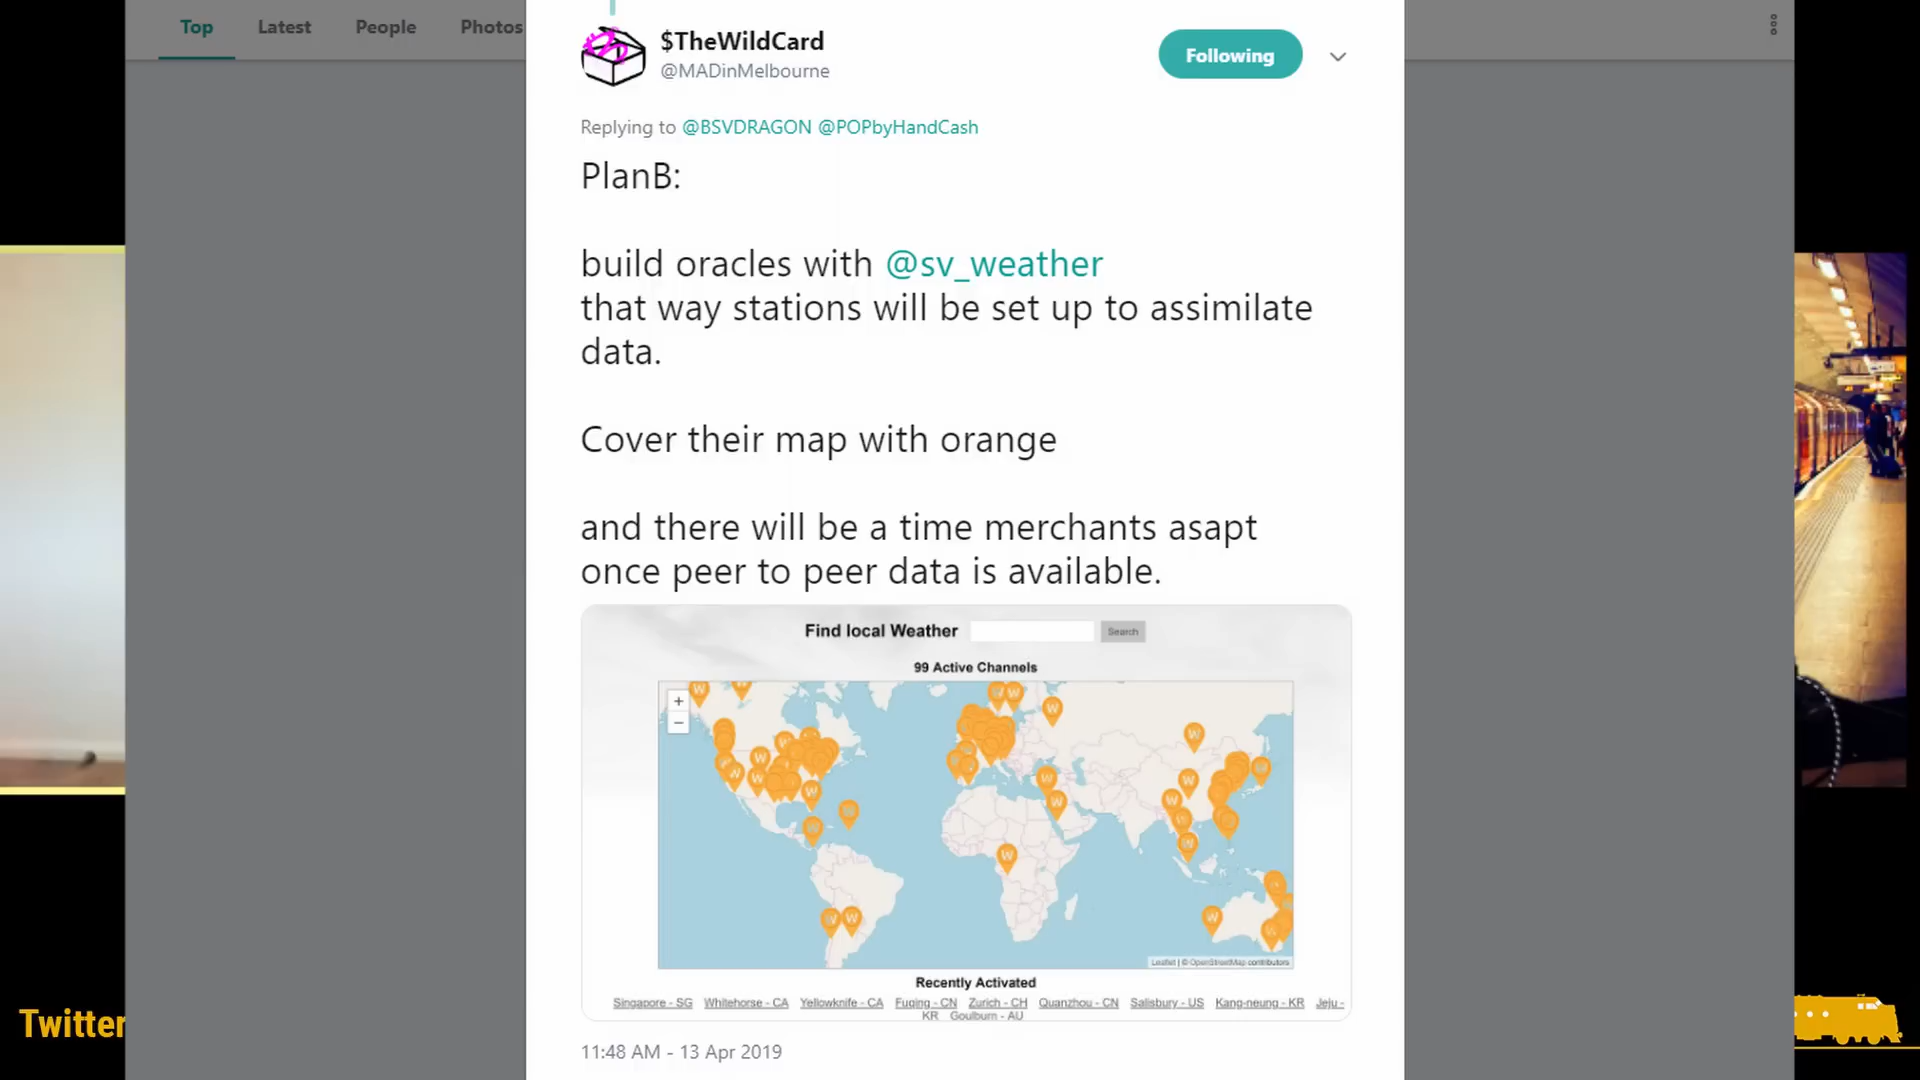 Top Latest People Photos
$TheWildCard
@MADinMelbourne
Following
Replying to @BSVDRAGON @POPbyHandCash
PlanB:
build oracles with @sv_weather
that way stations will be set up to assimilate
data.
Cover their map with orange
and there will be a time merchants asapt
once peer to peer data is available.
Find local Weather Search
99 Active Channels
+
−
Leaflet | © OpenStreetMap contributors
Recently Activated
Singapore - SG Whitehorse - CA Yellowknife - CA Fuqing - CN Zurich - CH Quanzhou - CN Salisbury - US Kang-neung - KR Jeju -
KR Goulburn - AU
11:48 AM - 13 Apr 2019
Twitter